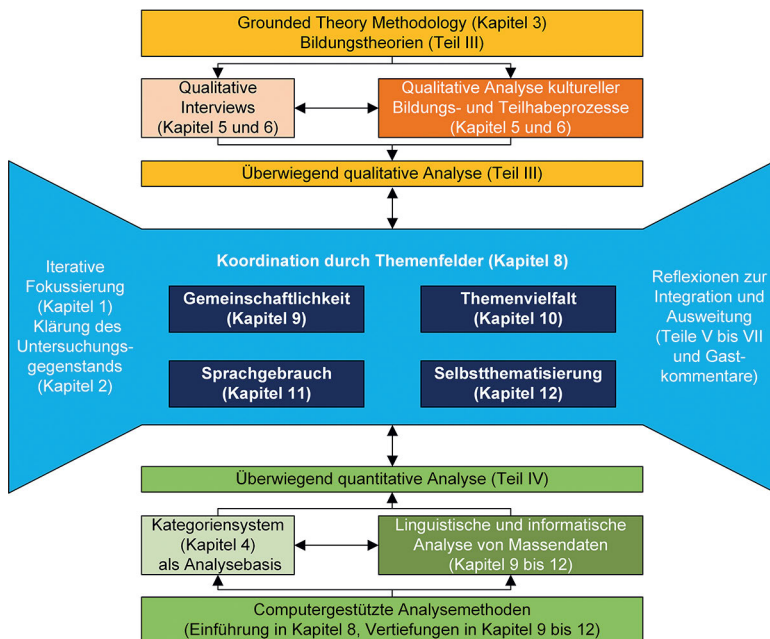 Grounded Theory Methodology (Kapitel 3)
Bildungstheorien (Teil III)
Qualitative
Interviews
(Kapitel 5 und 6)
Qualitative Analyse kultureller
Bildungs- und Teilhabeprozesse
(Kapitel 5 und 6)
Überwiegend qualitative Analyse (Teil III)
Iterative
Fokussierung
(Kapitel 1)
Klärung des
Untersuchungs-
gegenstands
(Kapitel 2)
Koordination durch Themenfelder (Kapitel 8)
Gemeinschaftlichkeit
(Kapitel 9)
Themenvielfalt
(Kapitel 10)
Sprachgebrauch
(Kapitel 11)
Selbstthematisierung
(Kapitel 12)
Reflexionen zur
Integration und
Ausweitung
(Teile V bis VII
und Gast-
kommentare)
Überwiegend quantitative Analyse (Teil IV)
Kategoriensystem
(Kapitel 4)
als Analysebasis
Linguistische und informatische
Analyse von Massendaten
(Kapitel 9 bis 12)
Computergestützte Analysemethoden
(Einführung in Kapitel 8, Vertiefungen in Kapitel 9 bis 12)